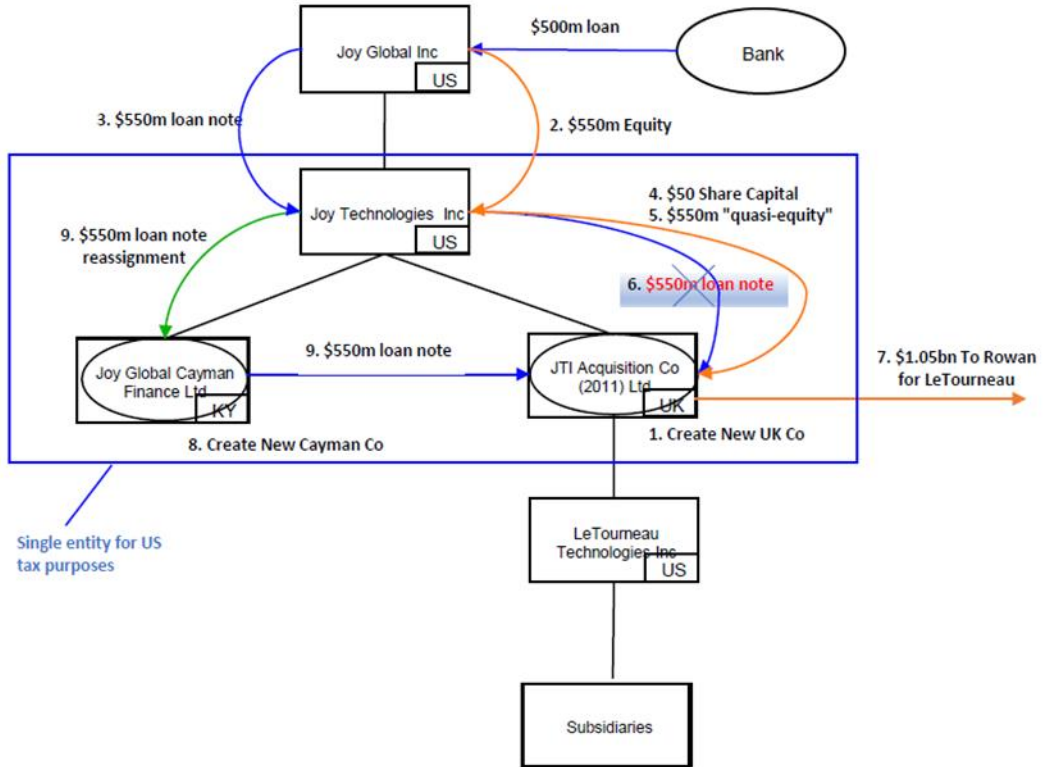 $500m loan
Joy Global Inc
US
Bank
3. $550m loan note
2. $550m Equity
Joy Technologies Inc
US
4. $50 Share Capital
5. $550m "quasi-equity"
9. $550m loan note
reassignment
6. $550m loan note
9. $550m loan note
Joy Global Cayman
Finance Ltd
KY
JTI Acquisition Co
(2011) Ltd
UK
7. $1.05bn To Rowan
for LeTourneau
8. Create New Cayman Co
1. Create New UK Co
Single entity for US
tax purposes
LeTourneau
Technologies Inc
US
Subsidiaries